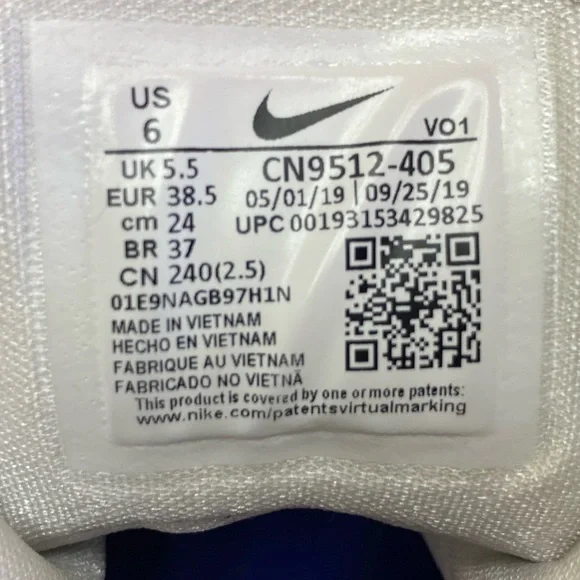 US
6
VO1
UK 5.5
CN9512-405
EUR 38.5
05/01/19 | 09/25/19
cm 24
UPC 00193153429825
BR 37
CN 240(2.5)
01E9NAGB97H1N
MADE IN VIETNAM
HECHO EN VIETNAM
FABRIQUE AU VIETNAM
FABRICADO NO VIETNÃ
This product is covered by one or more patents:
www.nike.com/patentsvirtualmarking